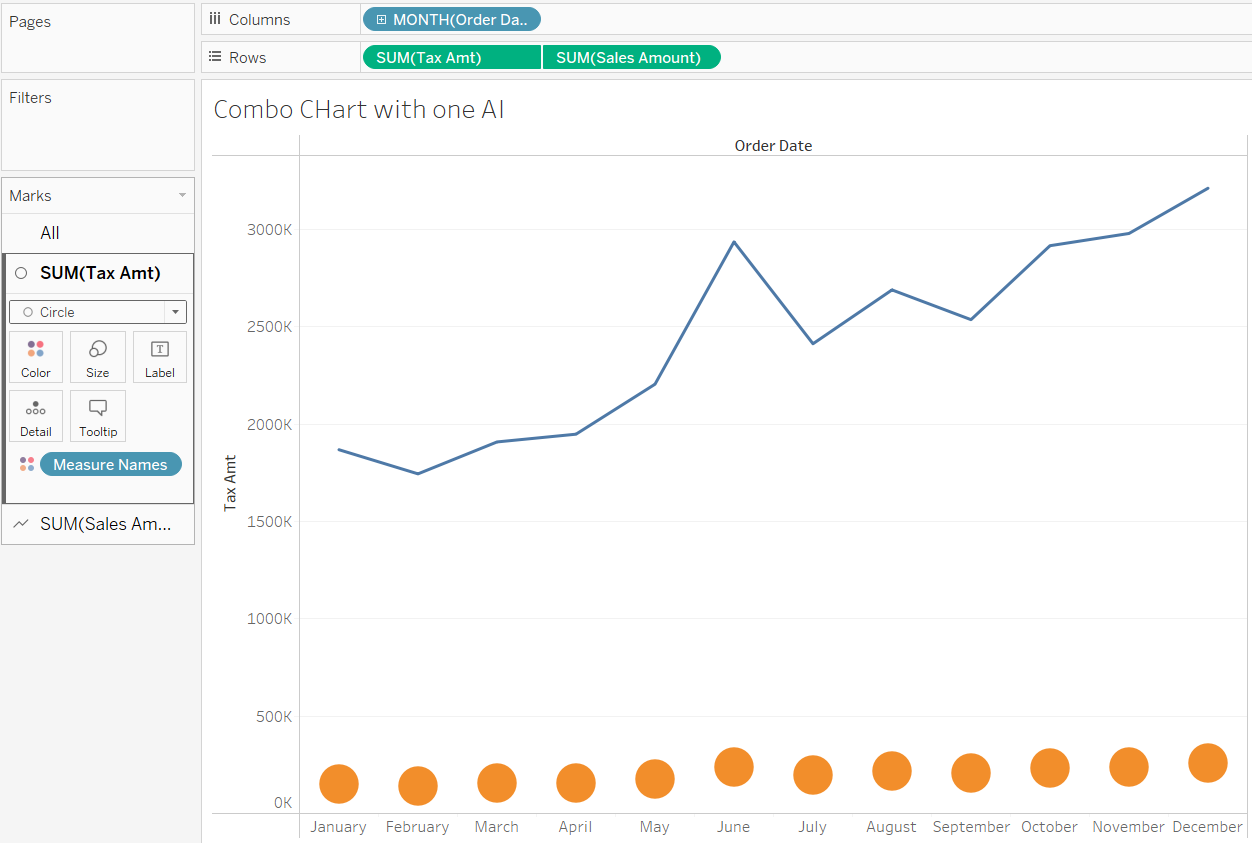 Pages
Columns
MONTH(Order Da..
Rows
SUM(Tax Amt)
SUM(Sales Amount)
Filters
Marks
All
SUM(Tax Amt)
Circle
Color
Size
T
Label
Detail
Tooltip
Measure Names
SUM(Sales Am...
Combo CHart with one AI
Order Date
Tax Amt
3000K
2500K
2000K
1500K
1000K
500K
0K
January February March April May June July August September October November December